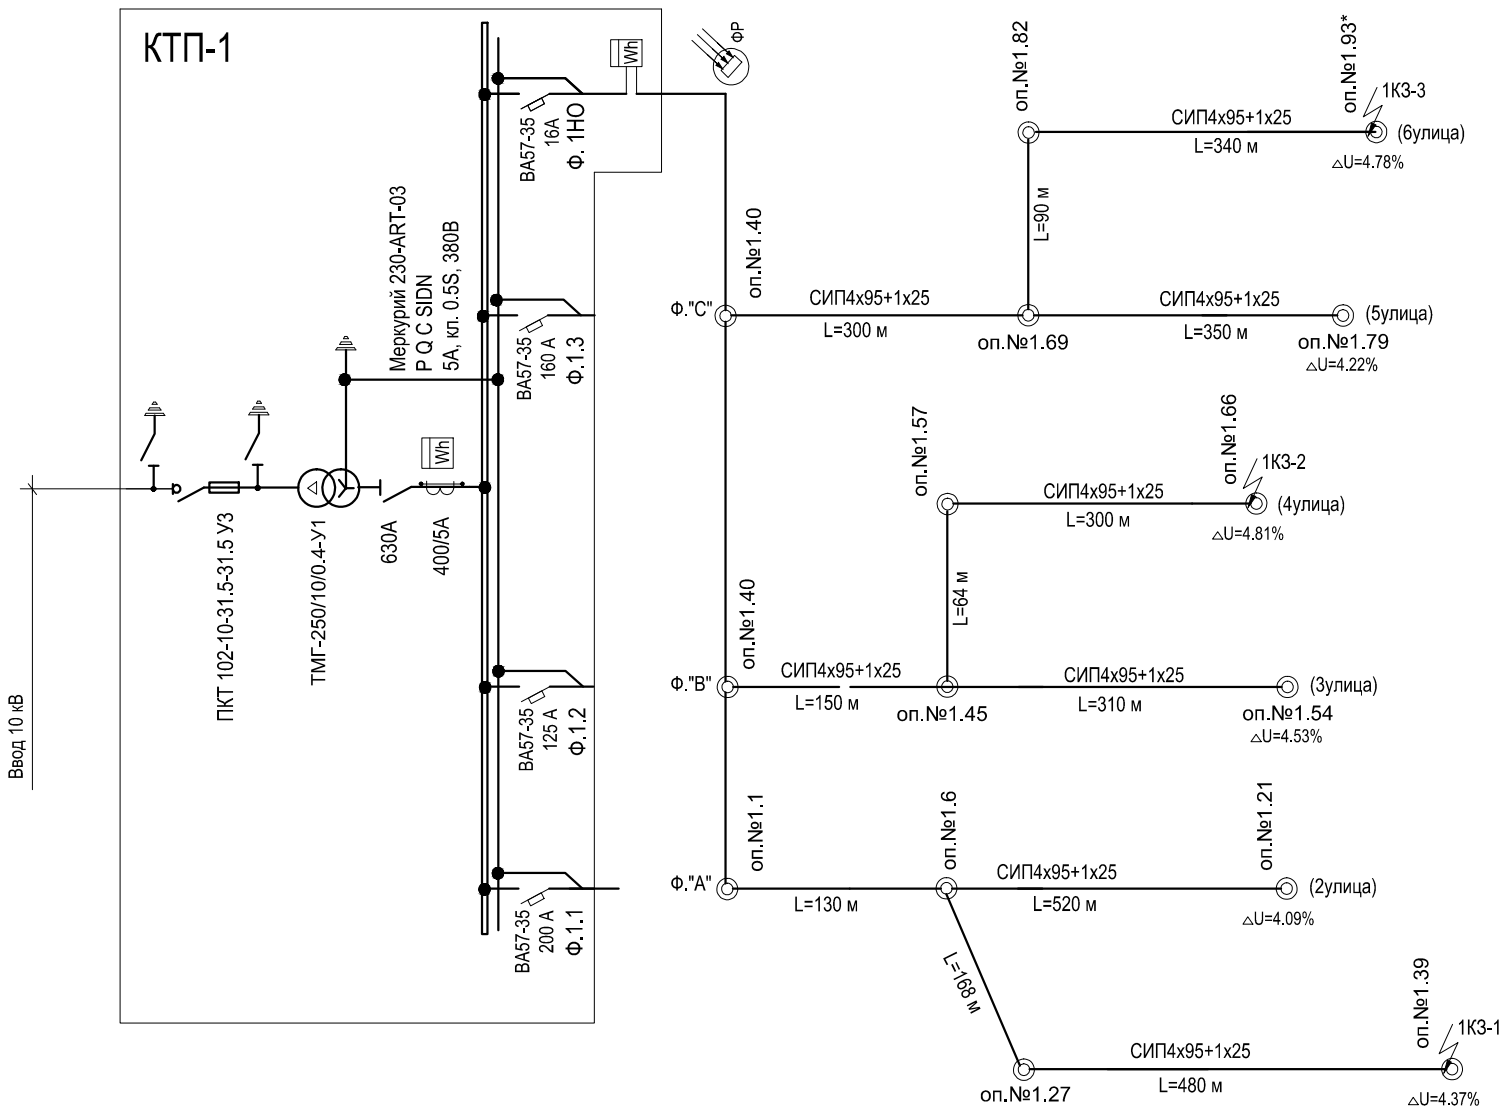 КТП-1
Ввод 10 кВ
ПКТ 102-10-31.5-31.5 У3
ТМГ-250/10/0.4-У1
630А
400/5А
Wh
Меркурий 230-ART-03
P Q C SIDN
5А, кл. 0.5S, 380В
ВА57-35
16А
Ф. 1НО
Wh
ФР
ВА57-35
160 А
Ф.1.3
ВА57-35
125 А
Ф.1.2
ВА57-35
200 А
Ф.1.1
оп.№1.82
оп.№1.93*
1КЗ-3
СИП4х95+1х25
L=340 м
(6улица)
△U=4.78%
L=90 м
оп.№1.40
Ф."С"
СИП4х95+1х25
L=300 м
оп.№1.69
СИП4х95+1х25
L=350 м
(5улица)
оп.№1.79
△U=4.22%
оп.№1.57
оп.№1.66
1КЗ-2
СИП4х95+1х25
L=300 м
(4улица)
△U=4.81%
L=64 м
оп.№1.40
Ф."В"
СИП4х95+1х25
L=150 м
оп.№1.45
СИП4х95+1х25
L=310 м
(3улица)
оп.№1.54
△U=4.53%
оп.№1.1
Ф."А"
L=130 м
оп.№1.6
СИП4х95+1х25
L=520 м
оп.№1.21
(2улица)
△U=4.09%
L=168 м
оп.№1.27
СИП4х95+1х25
L=480 м
оп.№1.39
1КЗ-1
△U=4.37%